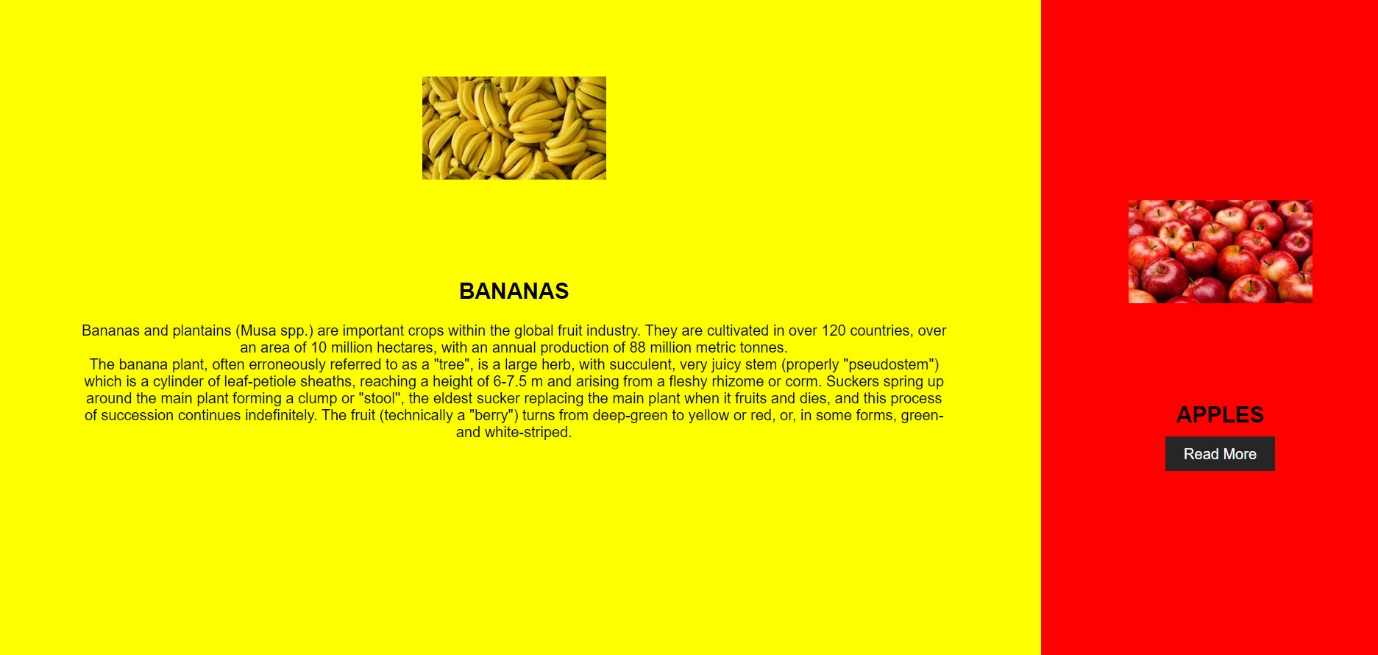 BANANAS
Bananas and plantains (Musa spp.) are important crops within the global fruit industry. They are cultivated in over 120 countries, over
an area of 10 million hectares, with an annual production of 88 million metric tonnes.
The banana plant, often erroneously referred to as a "tree", is a large herb, with succulent, very juicy stem (properly "pseudostem")
which is a cylinder of leaf-petiole sheaths, reaching a height of 6-7.5 m and arising from a fleshy rhizome or corm. Suckers spring up
around the main plant forming a clump or "stool", the eldest sucker replacing the main plant when it fruits and dies, and this process
of succession continues indefinitely. The fruit (technically a "berry") turns from deep-green to yellow or red, or, in some forms, green-
and white-striped.
APPLES
Read More